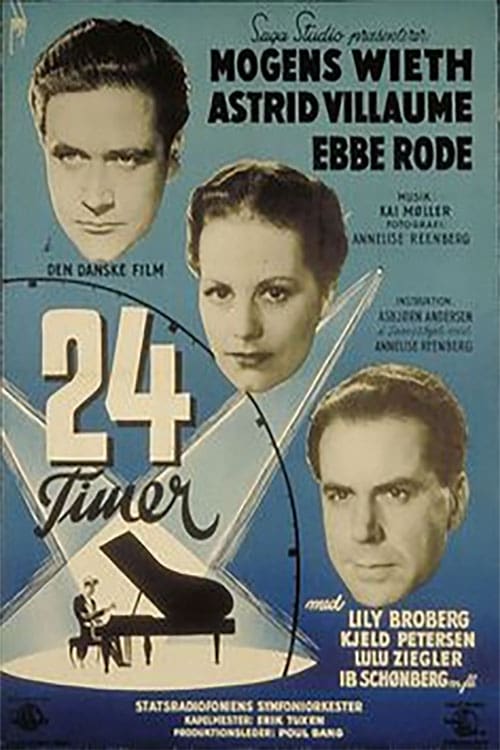 Saga Studio præsenterer:
MOGENS WIETH
ASTRID VILLAUME
EBBE RODE
MUSIK:
KAI MØLLER
FOTOGRAFI:
ANNELISE REENBERG
i
DEN DANSKE FILM
INSTRUKTION:
ASBJØRN ANDERSEN
i Samarbejde med
ANNELISE REENBERG
24
Timer
med
LILY BROBERG
KJELD PETERSEN
LULU ZIEGLER
IB SCHØNBERG m.fl.
STATSRADIOFONIENS SYMFONIORKESTER
KAPELMESTER: ERIK TUXEN
PRODUKTIONSLEDER: POUL BANG